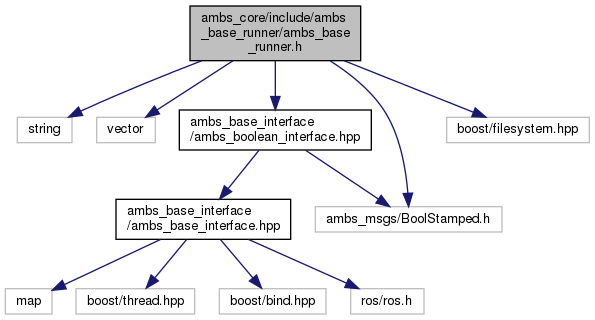 ambs_core/include/ambs
_base_runner/ambs_base
_runner.h
string
vector
ambs_base_interface
/ambs_boolean_interface.hpp
boost/filesystem.hpp
ambs_base_interface
/ambs_base_interface.hpp
ambs_msgs/BoolStamped.h
map
boost/thread.hpp
boost/bind.hpp
ros/ros.h